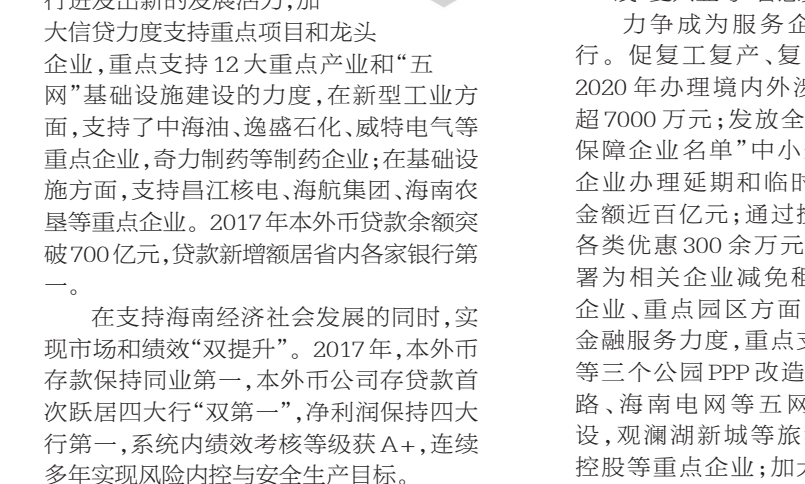 行迸发出新的发展活力,加
大信贷力度支持重点项目和龙头
企业,重点支持12大重点产业和“五
网”基础设施建设的力度,在新型工业方
面,支持了中海油、逸盛石化、威特电气等
重点企业,奇力制药等制药企业;在基础设
施方面,支持昌江核电、海航集团、海南农
垦等重点企业。2017年本外币贷款余额突
破700亿元,贷款新增额居省内各家银行第
一。
在支持海南经济社会发展的同时,实
现市场和绩效“双提升”。2017年,本外币
存款保持同业第一,本外币公司存贷款首
次跃居四大行“双第一”,净利润保持四大
行第一,系统内绩效考核等级获A+,连续
多年实现风险内控与安全生产目标。
力争成为服务企
行。促复工复产、复
2020年办理境内外
超7000万元;发放全
保障企业名单”中小
企业办理延期和临时
金额近百亿元;通过
各类优惠300余万元
署为相关企业减免租
企业、重点园区方面
金融服务力度,重点支
等三个公园PPP改造
路、海南电网等五网
设,观澜湖新城等旅
控股等重点企业;加大